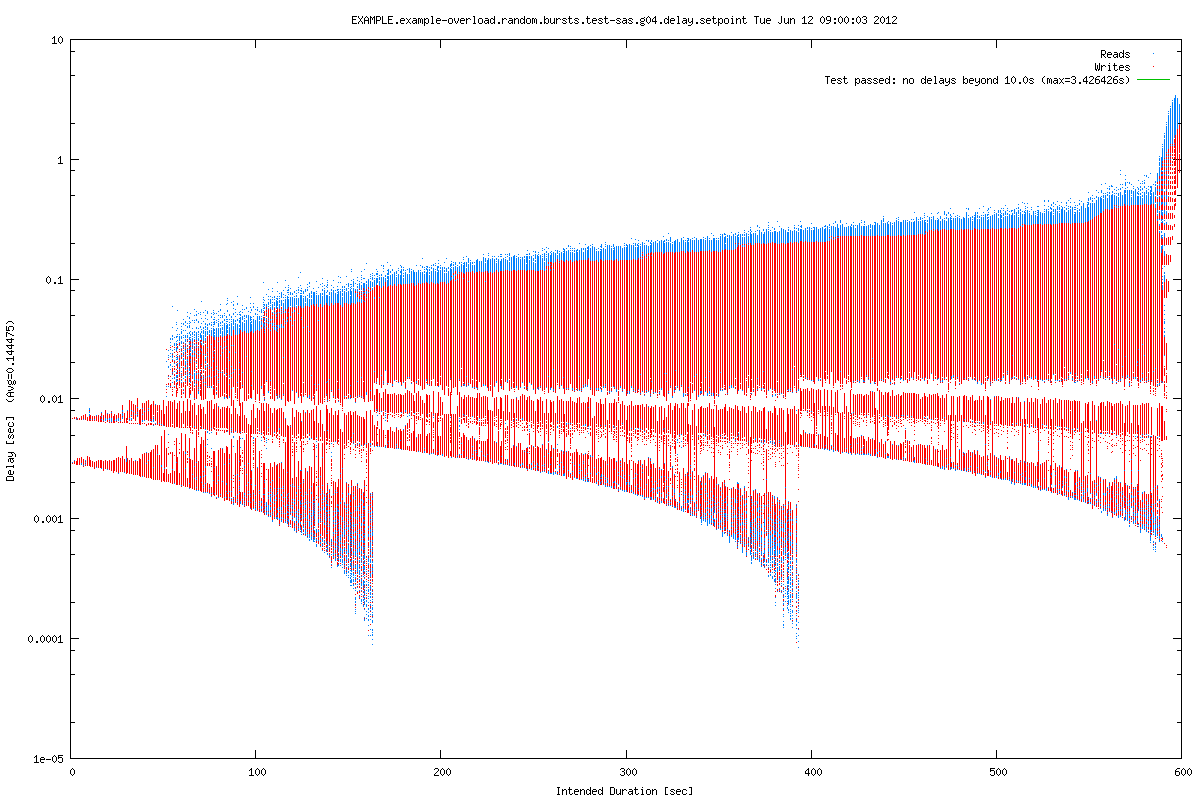 EXAMPLE.example-overload.random.bursts.test-sas.g04.delay.setpoint Tue Jun 12 09:00:03 2012
Reads
Writes
Test passed: no delays beyond 10.0s (max=3.426426s)
10
1
0.1
0.01
0.001
0.0001
1e-05
Delay [sec] (Avg=0.144475)
0 100 200 300 400 500 600
Intended Duration [sec]